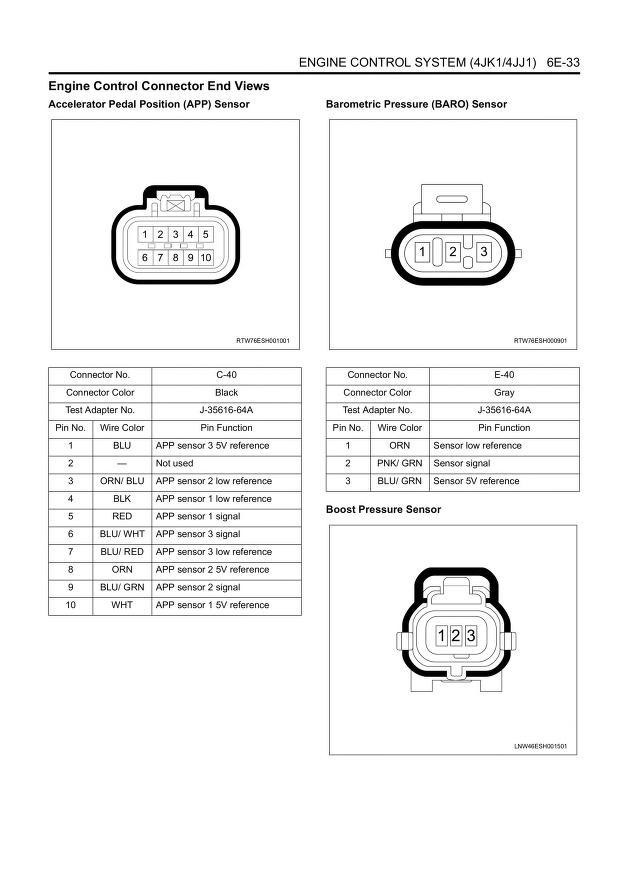 ENGINE CONTROL SYSTEM (4JK1/4JJ1) 6E-33
Engine Control Connector End Views
Accelerator Pedal Position (APP) Sensor
1 2 3 4 5
6 7 8 9 10
RTW76ESH001001
Connector No. C-40
Connector Color Black
Test Adapter No. J-35616-64A
Pin No. Wire Color Pin Function
1 BLU APP sensor 3 5V reference
2 — Not used
3 ORN/ BLU APP sensor 2 low reference
4 BLK APP sensor 1 low reference
5 RED APP sensor 1 signal
6 BLU/ WHT APP sensor 3 signal
7 BLU/ RED APP sensor 3 low reference
8 ORN APP sensor 2 5V reference
9 BLU/ GRN APP sensor 2 signal
10 WHT APP sensor 1 5V reference
Barometric Pressure (BARO) Sensor
1 2 3
RTW76ESH000901
Connector No. E-40
Connector Color Gray
Test Adapter No. J-35616-64A
Pin No. Wire Color Pin Function
1 ORN Sensor low reference
2 PNK/ GRN Sensor signal
3 BLU/ GRN Sensor 5V reference
Boost Pressure Sensor
1 2 3
LNW46ESH001501